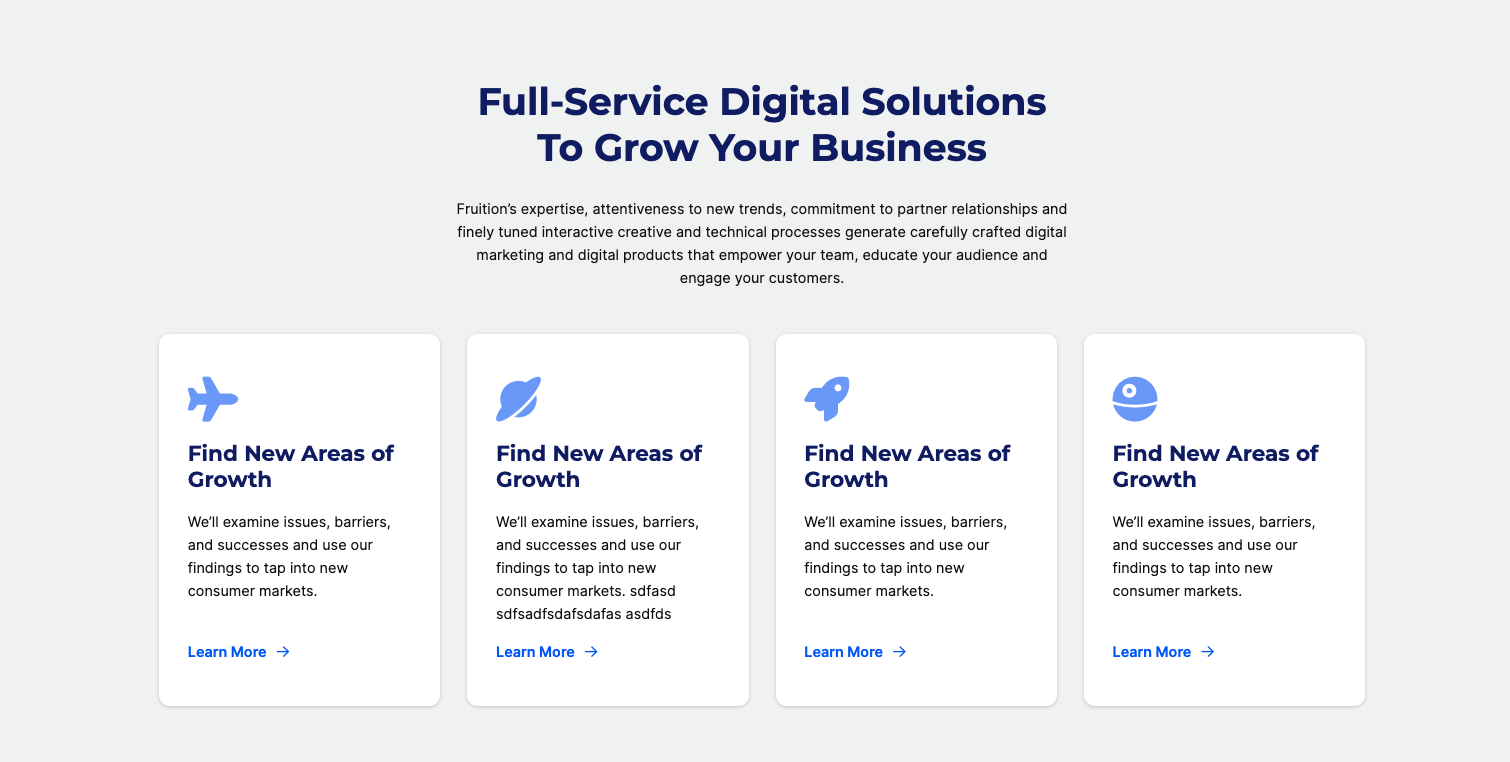 Full-Service Digital Solutions
To Grow Your Business
Fruition’s expertise, attentiveness to new trends, commitment to partner relationships and
finely tuned interactive creative and technical processes generate carefully crafted digital
marketing and digital products that empower your team, educate your audience and
engage your customers.
Find New Areas of
Growth
We’ll examine issues, barriers,
and successes and use our
findings to tap into new
consumer markets.
Learn More
Find New Areas of
Growth
We’ll examine issues, barriers,
and successes and use our
findings to tap into new
consumer markets. sdfasd
sdfsadfsdafsdafas asdfds
Learn More
Find New Areas of
Growth
We’ll examine issues, barriers,
and successes and use our
findings to tap into new
consumer markets.
Learn More
Find New Areas of
Growth
We’ll examine issues, barriers,
and successes and use our
findings to tap into new
consumer markets.
Learn More